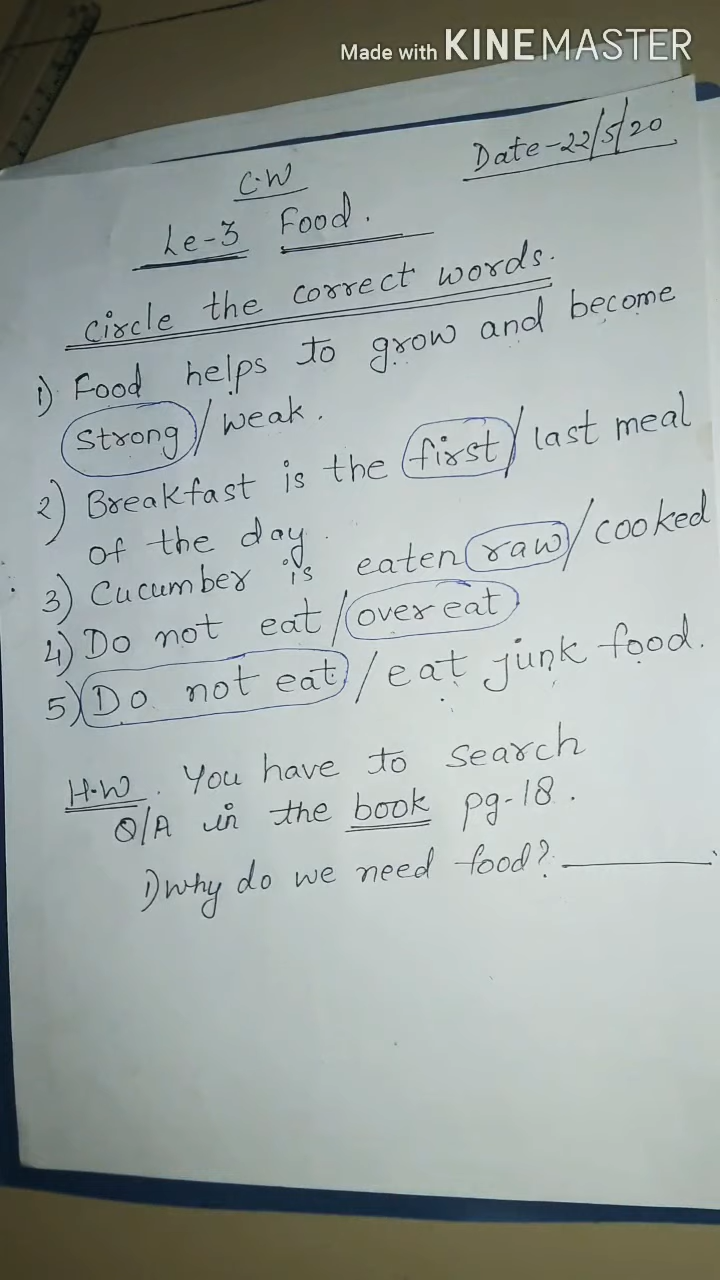 Made with KINEMASTER
C.W
Date-22/5/20
Le-3 Food.
circle the correct words.
1) Food helps to grow and become
Strong/weak.
2) Breakfast is the first/last meal
of the day.
3) Cucumber is eaten raw/cooked
4) Do not eat/over eat
5) Do not eat/eat junk food.
H.W. You have to search
Q/A in the book pg-18.
1) why do we need food?